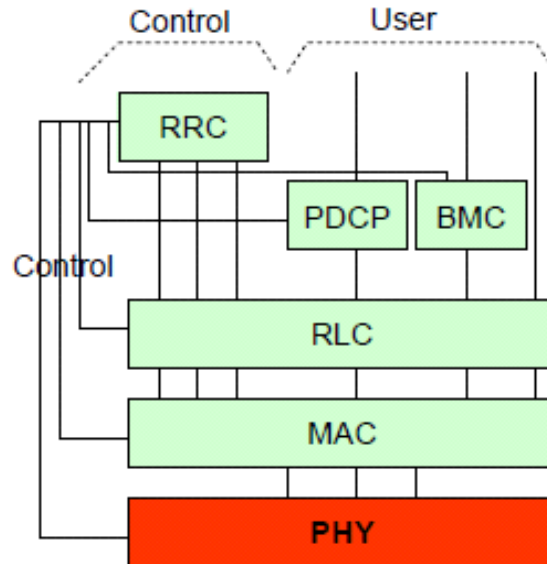 Control
User
RRC
PDCP
BMC
Control
RLC
MAC
PHY